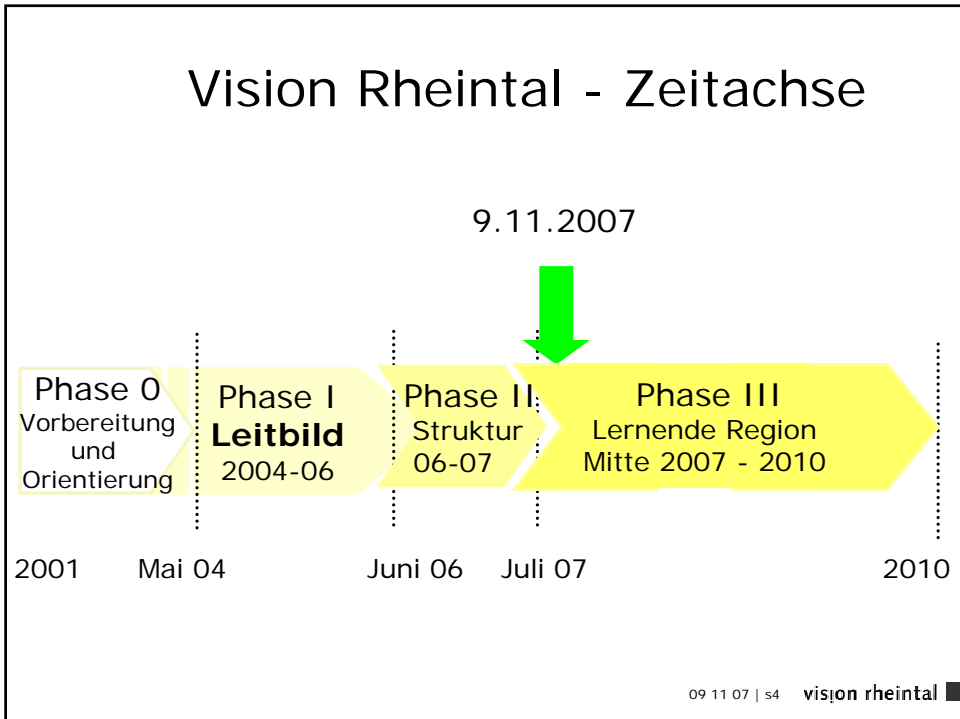 Vision Rheintal - Zeitachse
9.11.2007
Phase 0
Vorbereitung
und
Orientierung
Phase I
Leitbild
2004-06
Phase II
Struktur
06-07
Phase III
Lernende Region
Mitte 2007 - 2010
2001 Mai 04 Juni 06 Juli 07 2010
09 11 07 | s4 vision rheintal